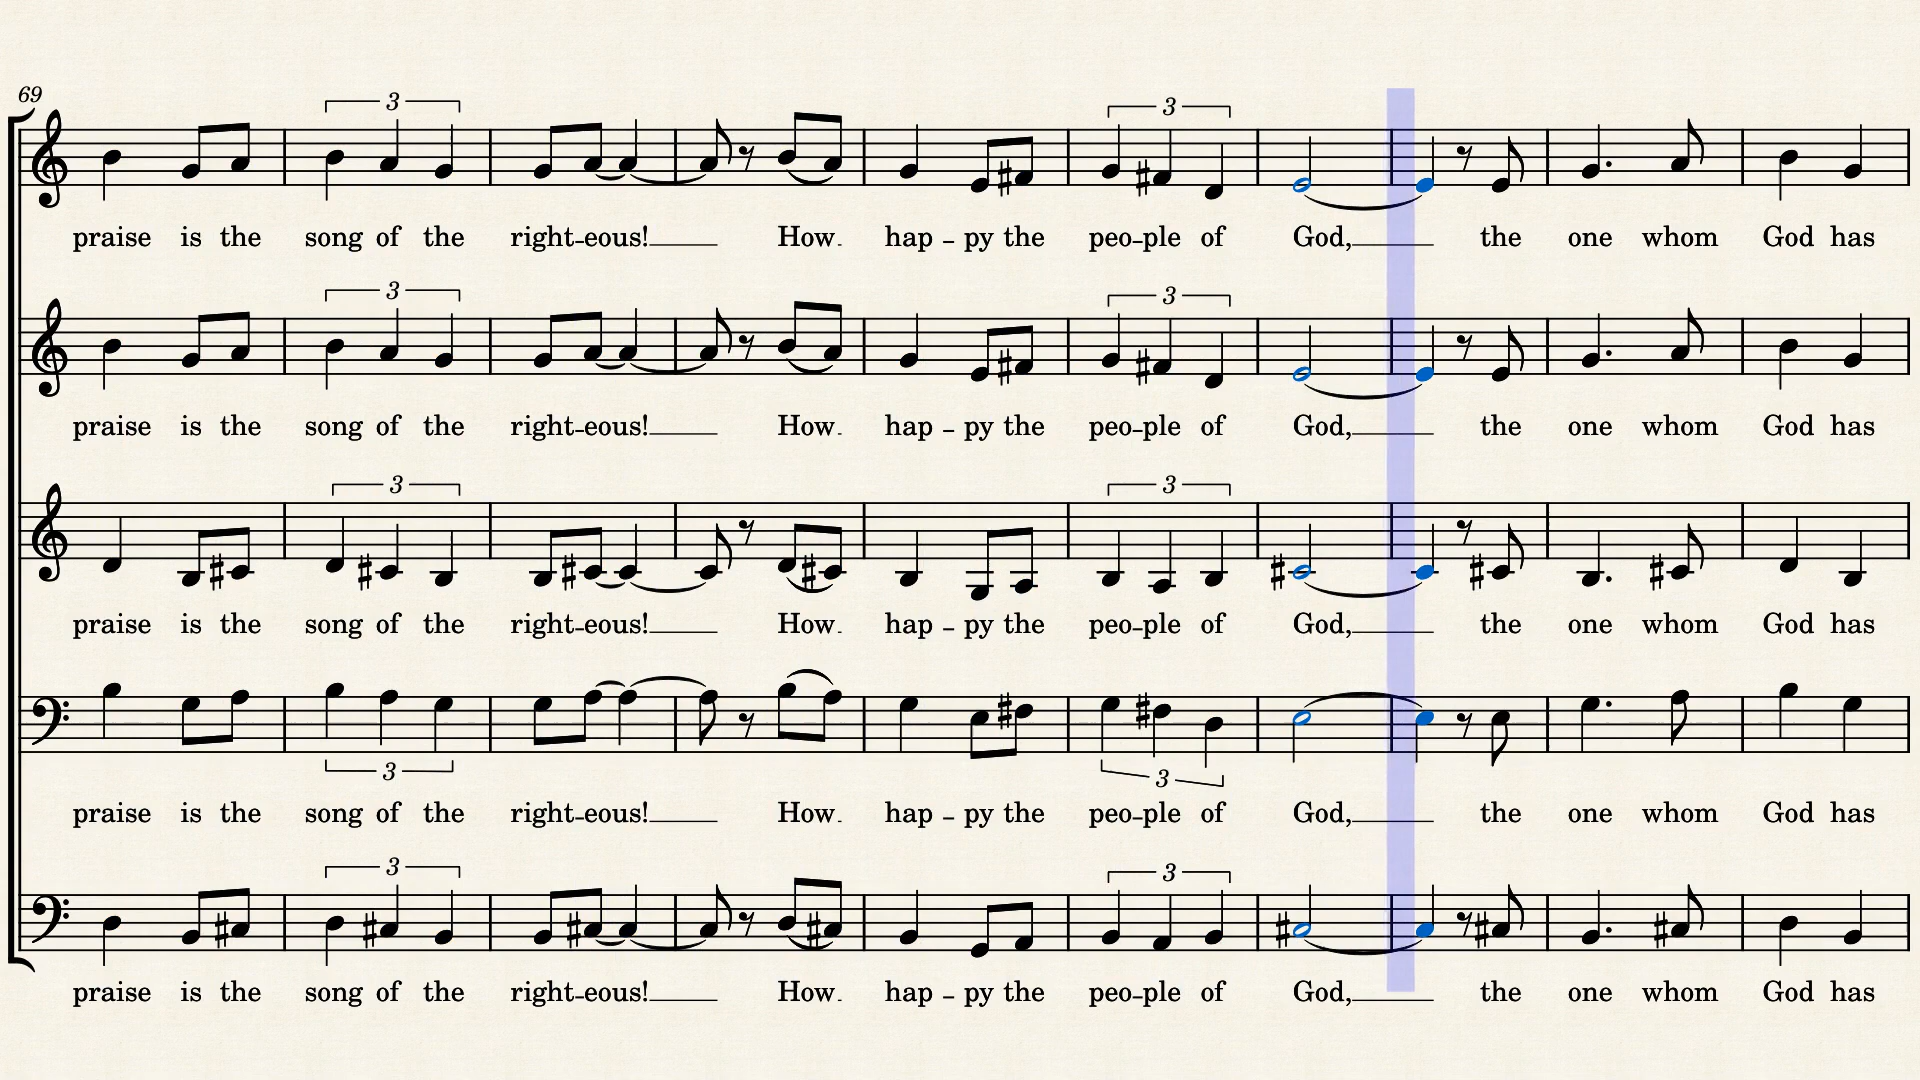 69
3 3
praise is the song of the right-eous! How hap-py the peo-ple of God, the one whom God has
3 3
praise is the song of the right-eous! How hap-py the peo-ple of God, the one whom God has
3 3
praise is the song of the right-eous! How hap-py the peo-ple of God, the one whom God has
3 3
praise is the song of the right-eous! How hap-py the peo-ple of God, the one whom God has
3 3
praise is the song of the right-eous! How hap-py the peo-ple of God, the one whom God has